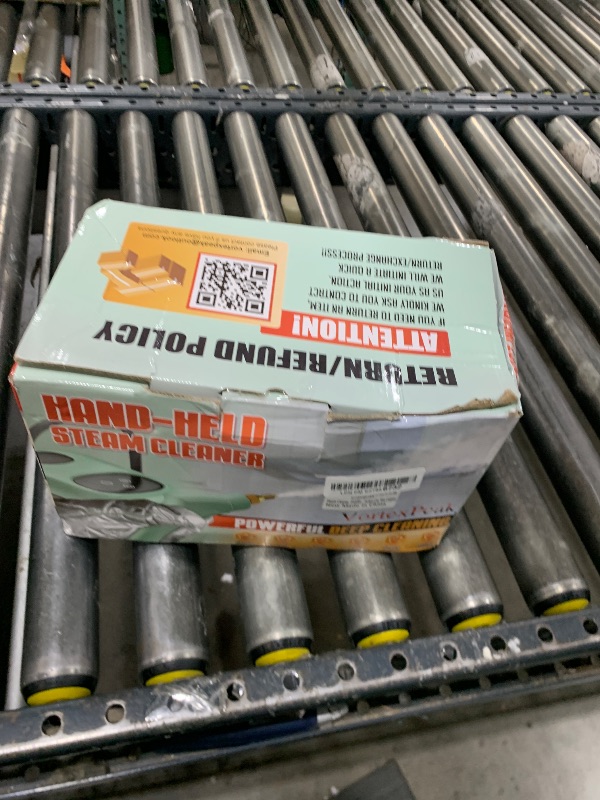 RETURN/REFUND POLICY
ATTENTION!
IF YOU NEED TO RETURN AN ITEM,
WE KINDLY ASK YOU TO CONTACT
US AS YOUR INITIAL ACTION.
WE WILL INITIATE A QUICK
RETURN EXCHANGE PROCESS!!
HAND-HELD
STEAM CLEANER
VortexPeak
POWERFUL DEEP CLEANING